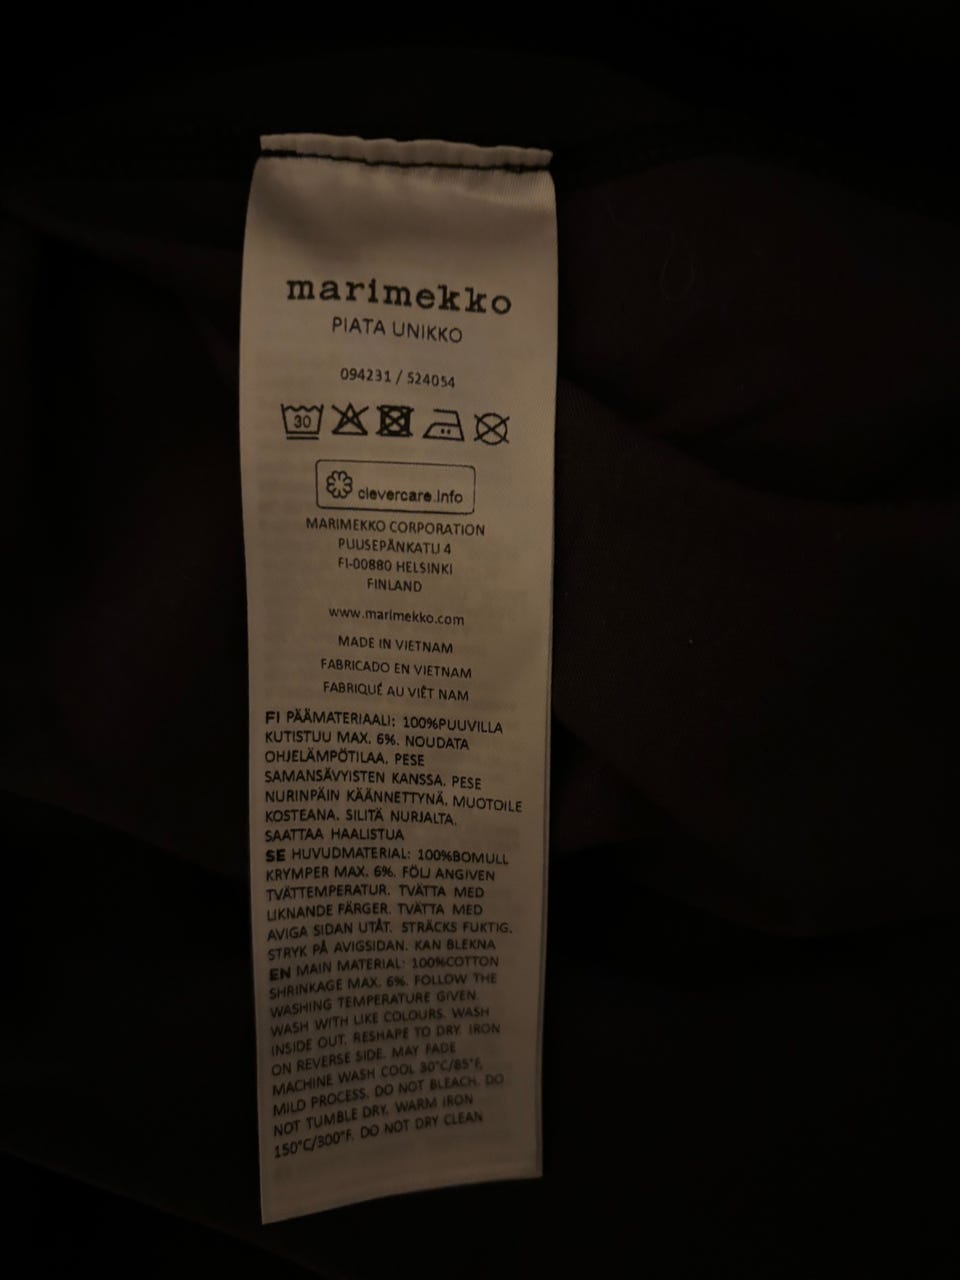 marimekko
PIATA UNIKKO
094231 / 524054
30
clevercare.info
MARIMEKKO CORPORATION
PUUSEPÄNKATU 4
FI-00880 HELSINKI
FINLAND
www.marimekko.com
MADE IN VIETNAM
FABRICADO EN VIETNAM
FABRIQUÉ AU VIÊT NAM
FI PÄÄMATERIAALI: 100%PUUVILLA
KUTISTUU MAX. 6%. NOUDATA
OHJELÄMPÖTILAA. PESE
SAMANSÄVYISTEN KANSSA. PESE
NURINPÄIN KÄÄNNETTYNÄ. MUOTOILE
KOSTEANA. SILITÄ NURJALTA.
SAATTAA HAALISTUA
SE HUVUDMATERIAL: 100%BOMULL
KRYMPER MAX. 6%. FÖLJ ANGIVEN
TVÄTTEMPERATUR. TVÄTTA MED
LIKNANDE FÄRGER. TVÄTTA MED
AVIGA SIDAN UTÅT. STRÄCKS FUKTIG.
STRYK PÅ AVIGSIDAN. KAN BLEKNA
EN MAIN MATERIAL: 100%COTTON
SHRINKAGE MAX. 6%. FOLLOW THE
WASHING TEMPERATURE GIVEN.
WASH WITH LIKE COLOURS. WASH
INSIDE OUT. RESHAPE TO DRY. IRON
ON REVERSE SIDE. MAY FADE
MACHINE WASH COOL 30°C/85°F,
MILD PROCESS. DO NOT BLEACH. DO
NOT TUMBLE DRY. WARM IRON
150°C/300°F. DO NOT DRY CLEAN